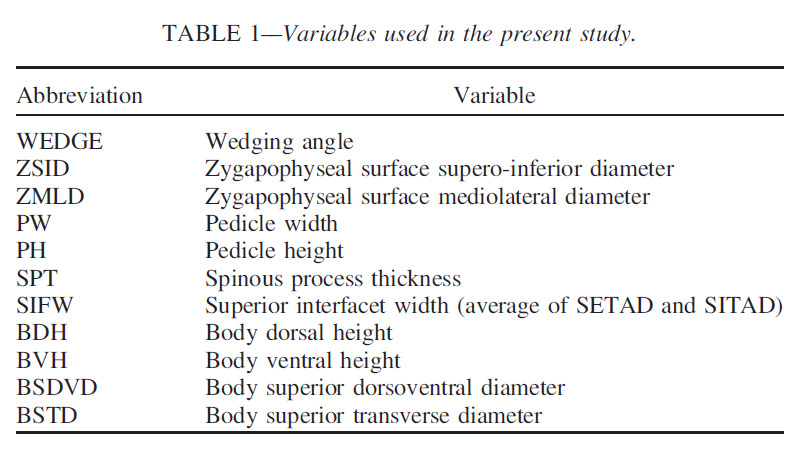 TABLE 1—Variables used in the present study.
Abbreviation Variable
WEDGE Wedging angle
ZSID Zygapophyseal surface supero-inferior diameter
ZMLD Zygapophyseal surface mediolateral diameter
PW Pedicle width
PH Pedicle height
SPT Spinous process thickness
SIFW Superior interfacet width (average of SETAD and SITAD)
BDH Body dorsal height
BVH Body ventral height
BSDVD Body superior dorsoventral diameter
BSTD Body superior transverse diameter